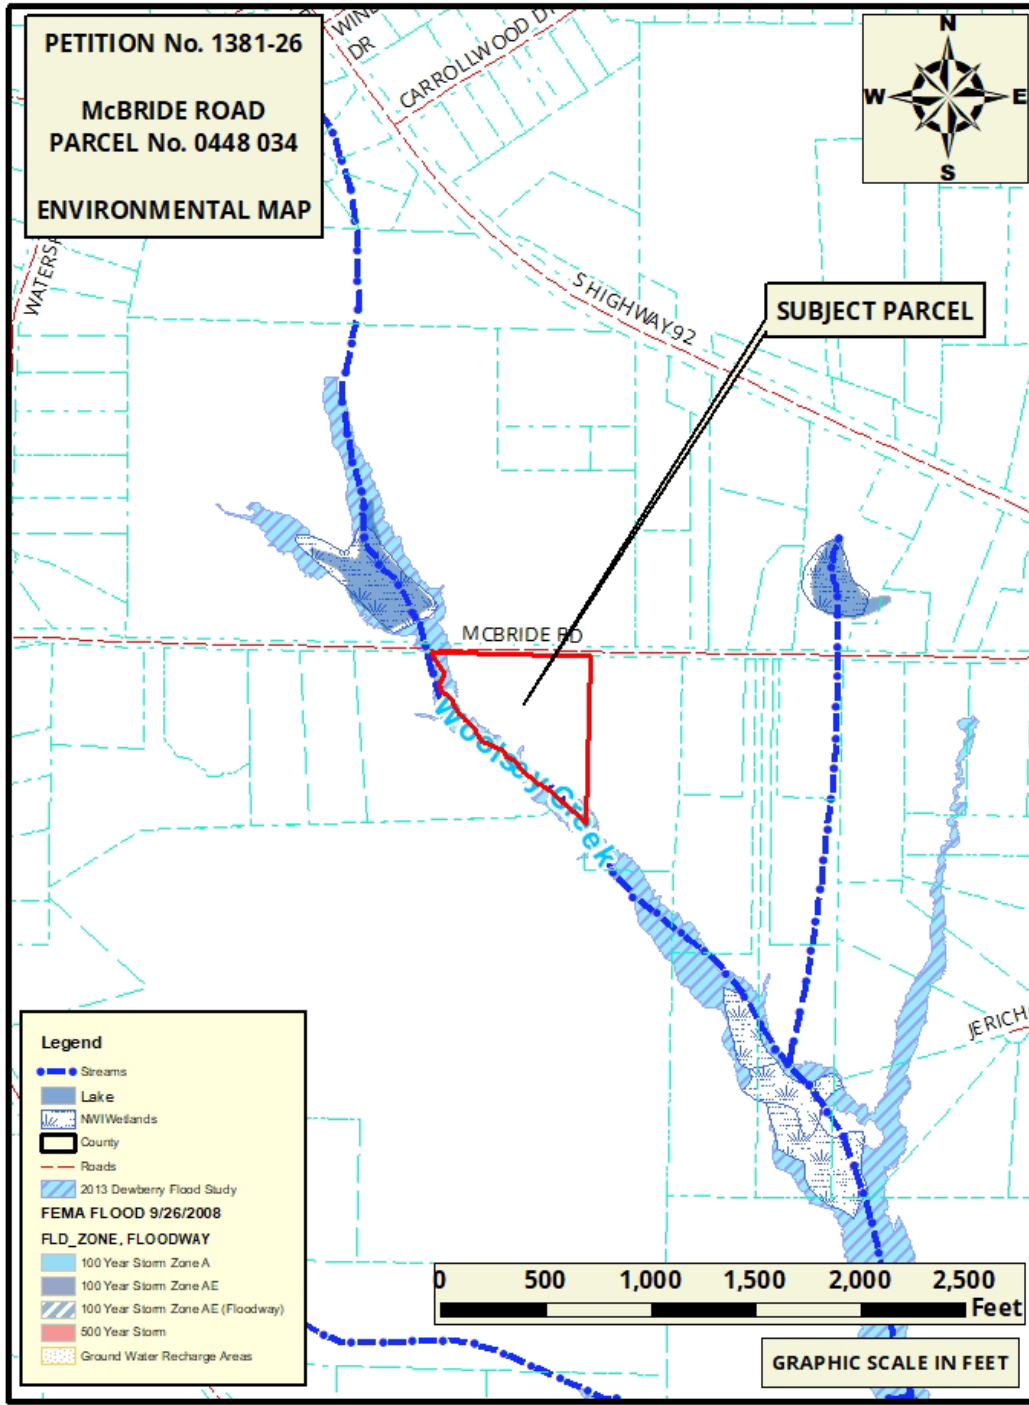 PETITION No. 1381-26
McBRIDE ROAD
PARCEL No. 0448 034
ENVIRONMENTAL MAP
DR
CARROLLWOOD
N
W
E
S
S HIGHWAY 92
SUBJECT PARCEL
MCBRIDE RD
Woolsey Creek
Legend
Streams
Lake
NWI Wetlands
County
Roads
2013 Dewberry Flood Study
FEMA FLOOD 9/26/2008
FLD_ZONE, FLOODWAY
100 Year Storm Zone A
100 Year Storm Zone AE
100 Year Storm Zone AE (Floodway)
500 Year Storm
Ground Water Recharge Areas
0 500 1,000 1,500 2,000 2,500
Feet
GRAPHIC SCALE IN FEET